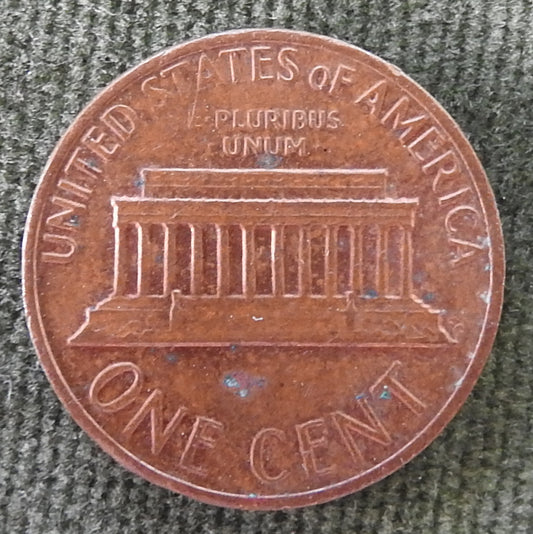 UNITED STATES OF AMERICA
PLURIBUS
UNUM
ONE CENT